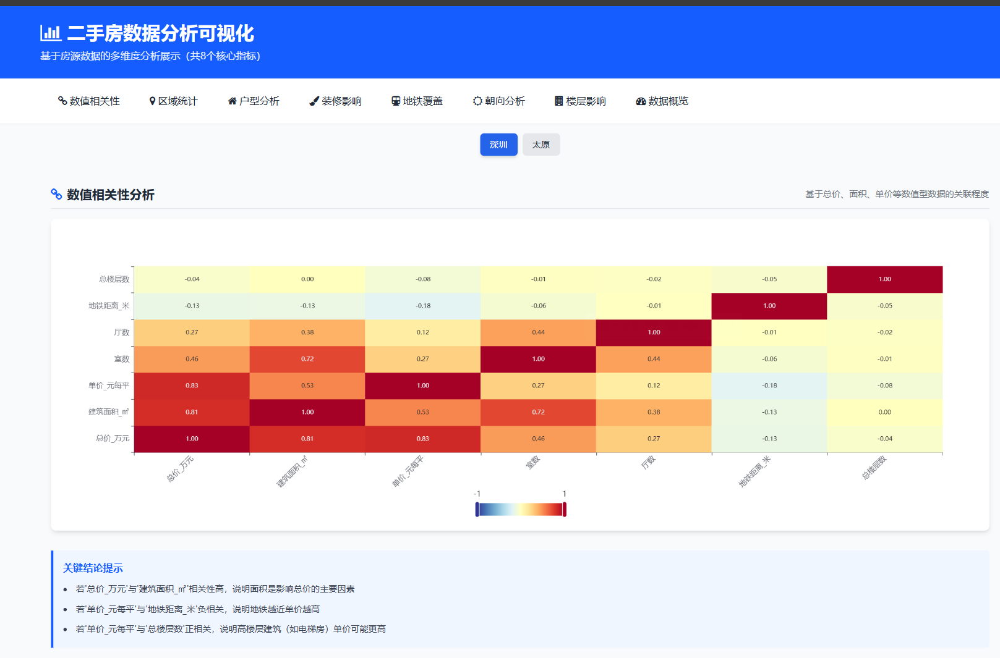 二手房数据分析可视化
基于房源数据的多维度分析展示（共8个核心指标）
数值相关性 区域统计 户型分析 装修影响 地铁覆盖 朝向分析 楼层影响 数据概览
深圳 太原
数值相关性分析
基于总价、面积、单价等数值型数据的关联程度
总楼层数 -0.04 0.00 -0.08 -0.01 -0.02 -0.05 1.00
地铁距离_米 -0.13 -0.13 -0.18 -0.06 -0.01 1.00 -0.05
厅数 0.27 0.38 0.12 0.44 1.00 -0.01 -0.02
室数 0.46 0.72 0.27 1.00 0.44 -0.06 -0.01
单价_元每平 0.83 0.53 1.00 0.27 0.12 -0.18 -0.08
建筑面积_㎡ 0.81 1.00 0.53 0.72 0.38 -0.13 0.00
总价_万元 1.00 0.81 0.83 0.46 0.27 -0.13 -0.04
总价_万元 建筑面积_㎡ 单价_元每平 室数 厅数 地铁距离_米 总楼层数
-1 1
关键结论提示
若'总价_万元'与'建筑面积_㎡'相关性高，说明面积是影响总价的主要因素
若'单价_元每平'与'地铁距离_米'负相关，说明地铁越近单价越高
若'单价_元每平'与'总楼层数'正相关，说明高楼层建筑（如电梯房）单价可能更高